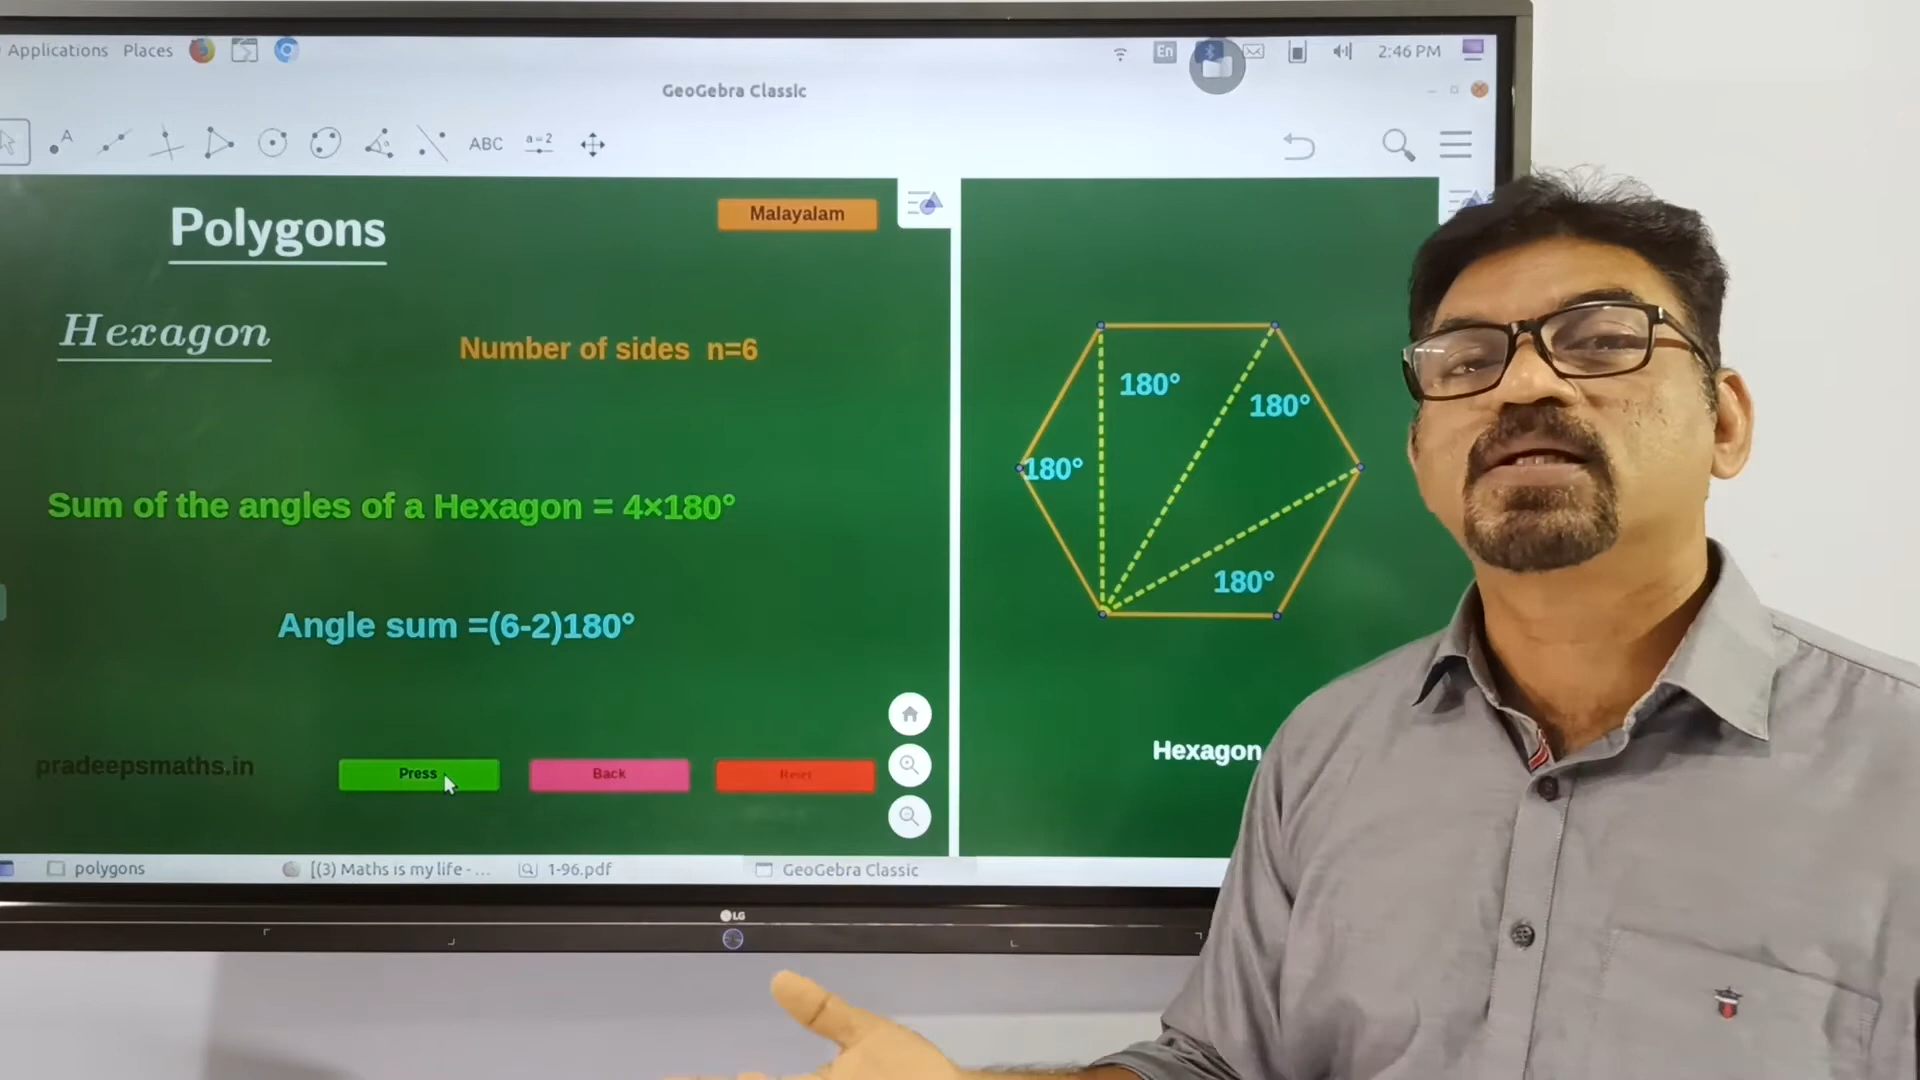 Applications Places
En
2:46 PM
GeoGebra Classic
A
ABC
a=2
Polygons
Malayalam
Hexagon
Number of sides n=6
Sum of the angles of a Hexagon = 4×180°
Angle sum =(6-2)180°
180°
180°
180°
180°
Hexagon
pradeepsmaths.in
Press
Back
Reset
polygons
[(3) Maths is my life - ...
1-96.pdf
GeoGebra Classic
LG